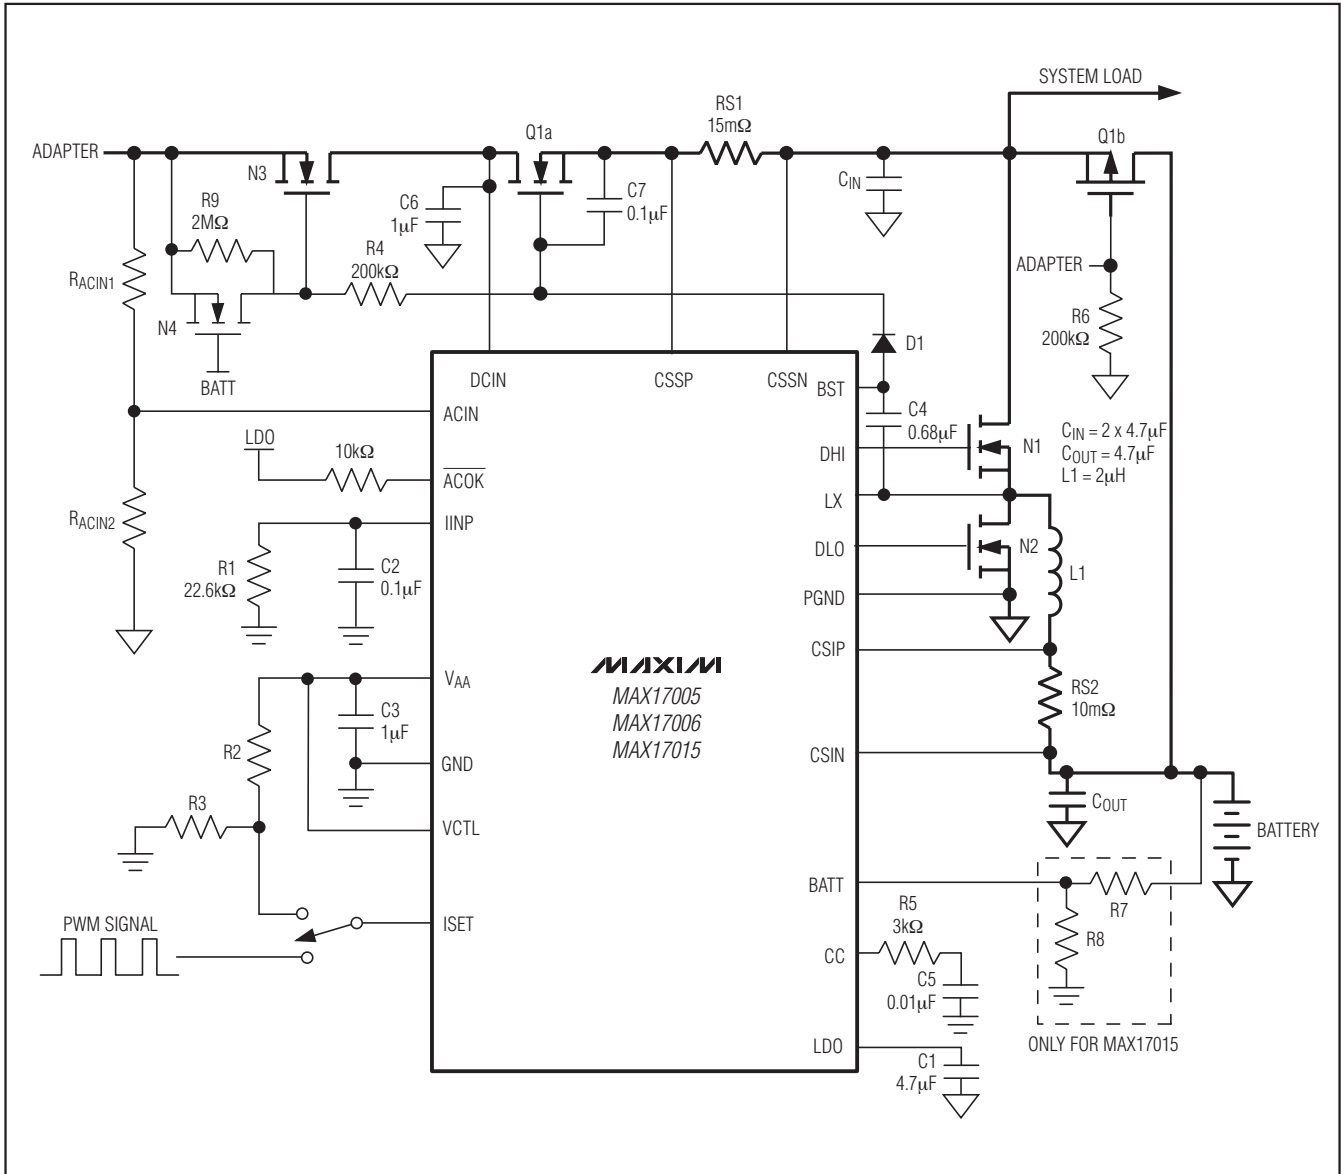 SYSTEM LOAD
RS1
15mΩ
ADAPTER
Q1a
Q1b
N3
C7
0.1µF
C6
1µF
CIN
R9
2MΩ
R4
200kΩ
RACIN1
N4
BATT
ADAPTER
R6
200kΩ
D1
DCIN
CSSP
CSSN
BST
ACIN
C4
0.68µF
CIN = 2 x 4.7µF
COUT = 4.7µF
L1 = 2µH
LDO
10kΩ
ACOK
DHI
N1
LX
RACIN2
IINP
R1
22.6kΩ
C2
0.1µF
DLO
N2
L1
PGND
CSIP
MAXIM
MAX17005
MAX17006
MAX17015
VAA
C3
1µF
RS2
10mΩ
R2
GND
CSIN
R3
VCTL
COUT
BATTERY
BATT
R7
R8
PWM SIGNAL
ISET
R5
3kΩ
CC
C5
0.01µF
LDO
C1
4.7µF
ONLY FOR MAX17015